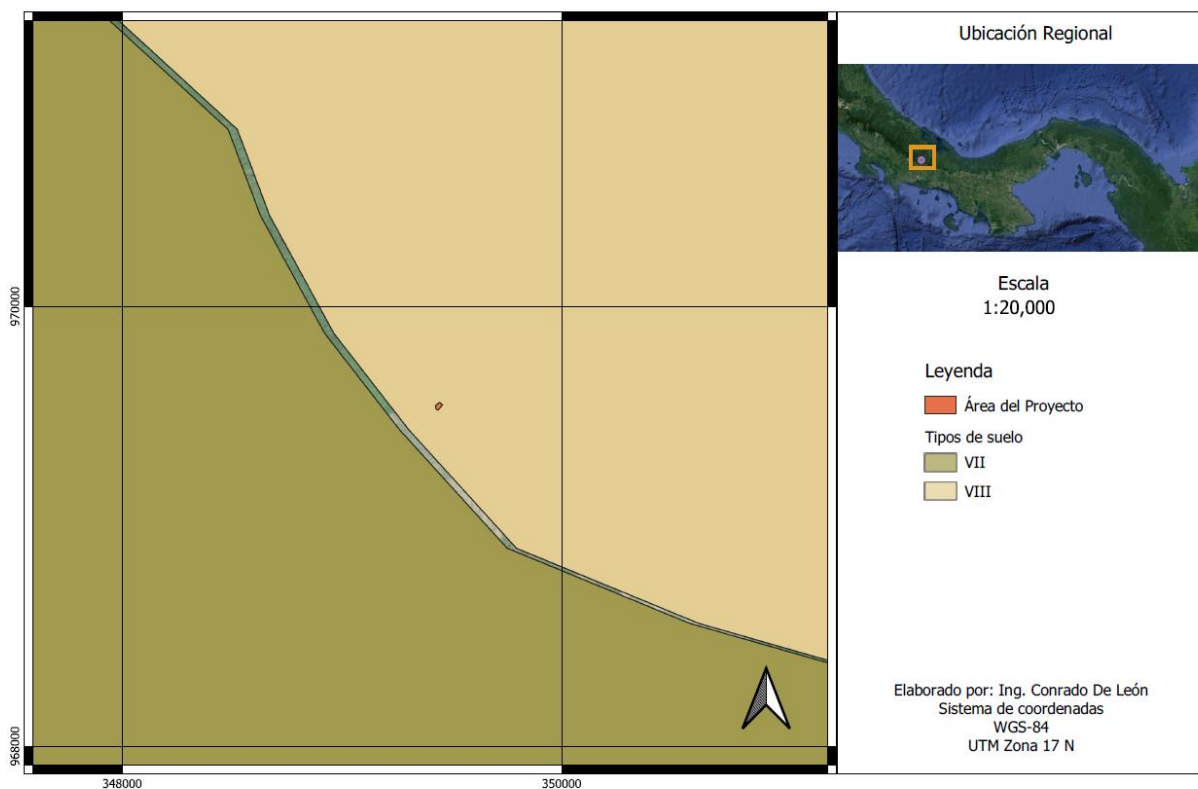 Ubicación Regional
Escala
1:20,000
Leyenda
Área del Proyecto
Tipos de suelo
VII
VIII
Elaborado por: Ing. Conrado De León
Sistema de coordenadas
WGS-84
UTM Zona 17 N
970000
968000
348000
350000